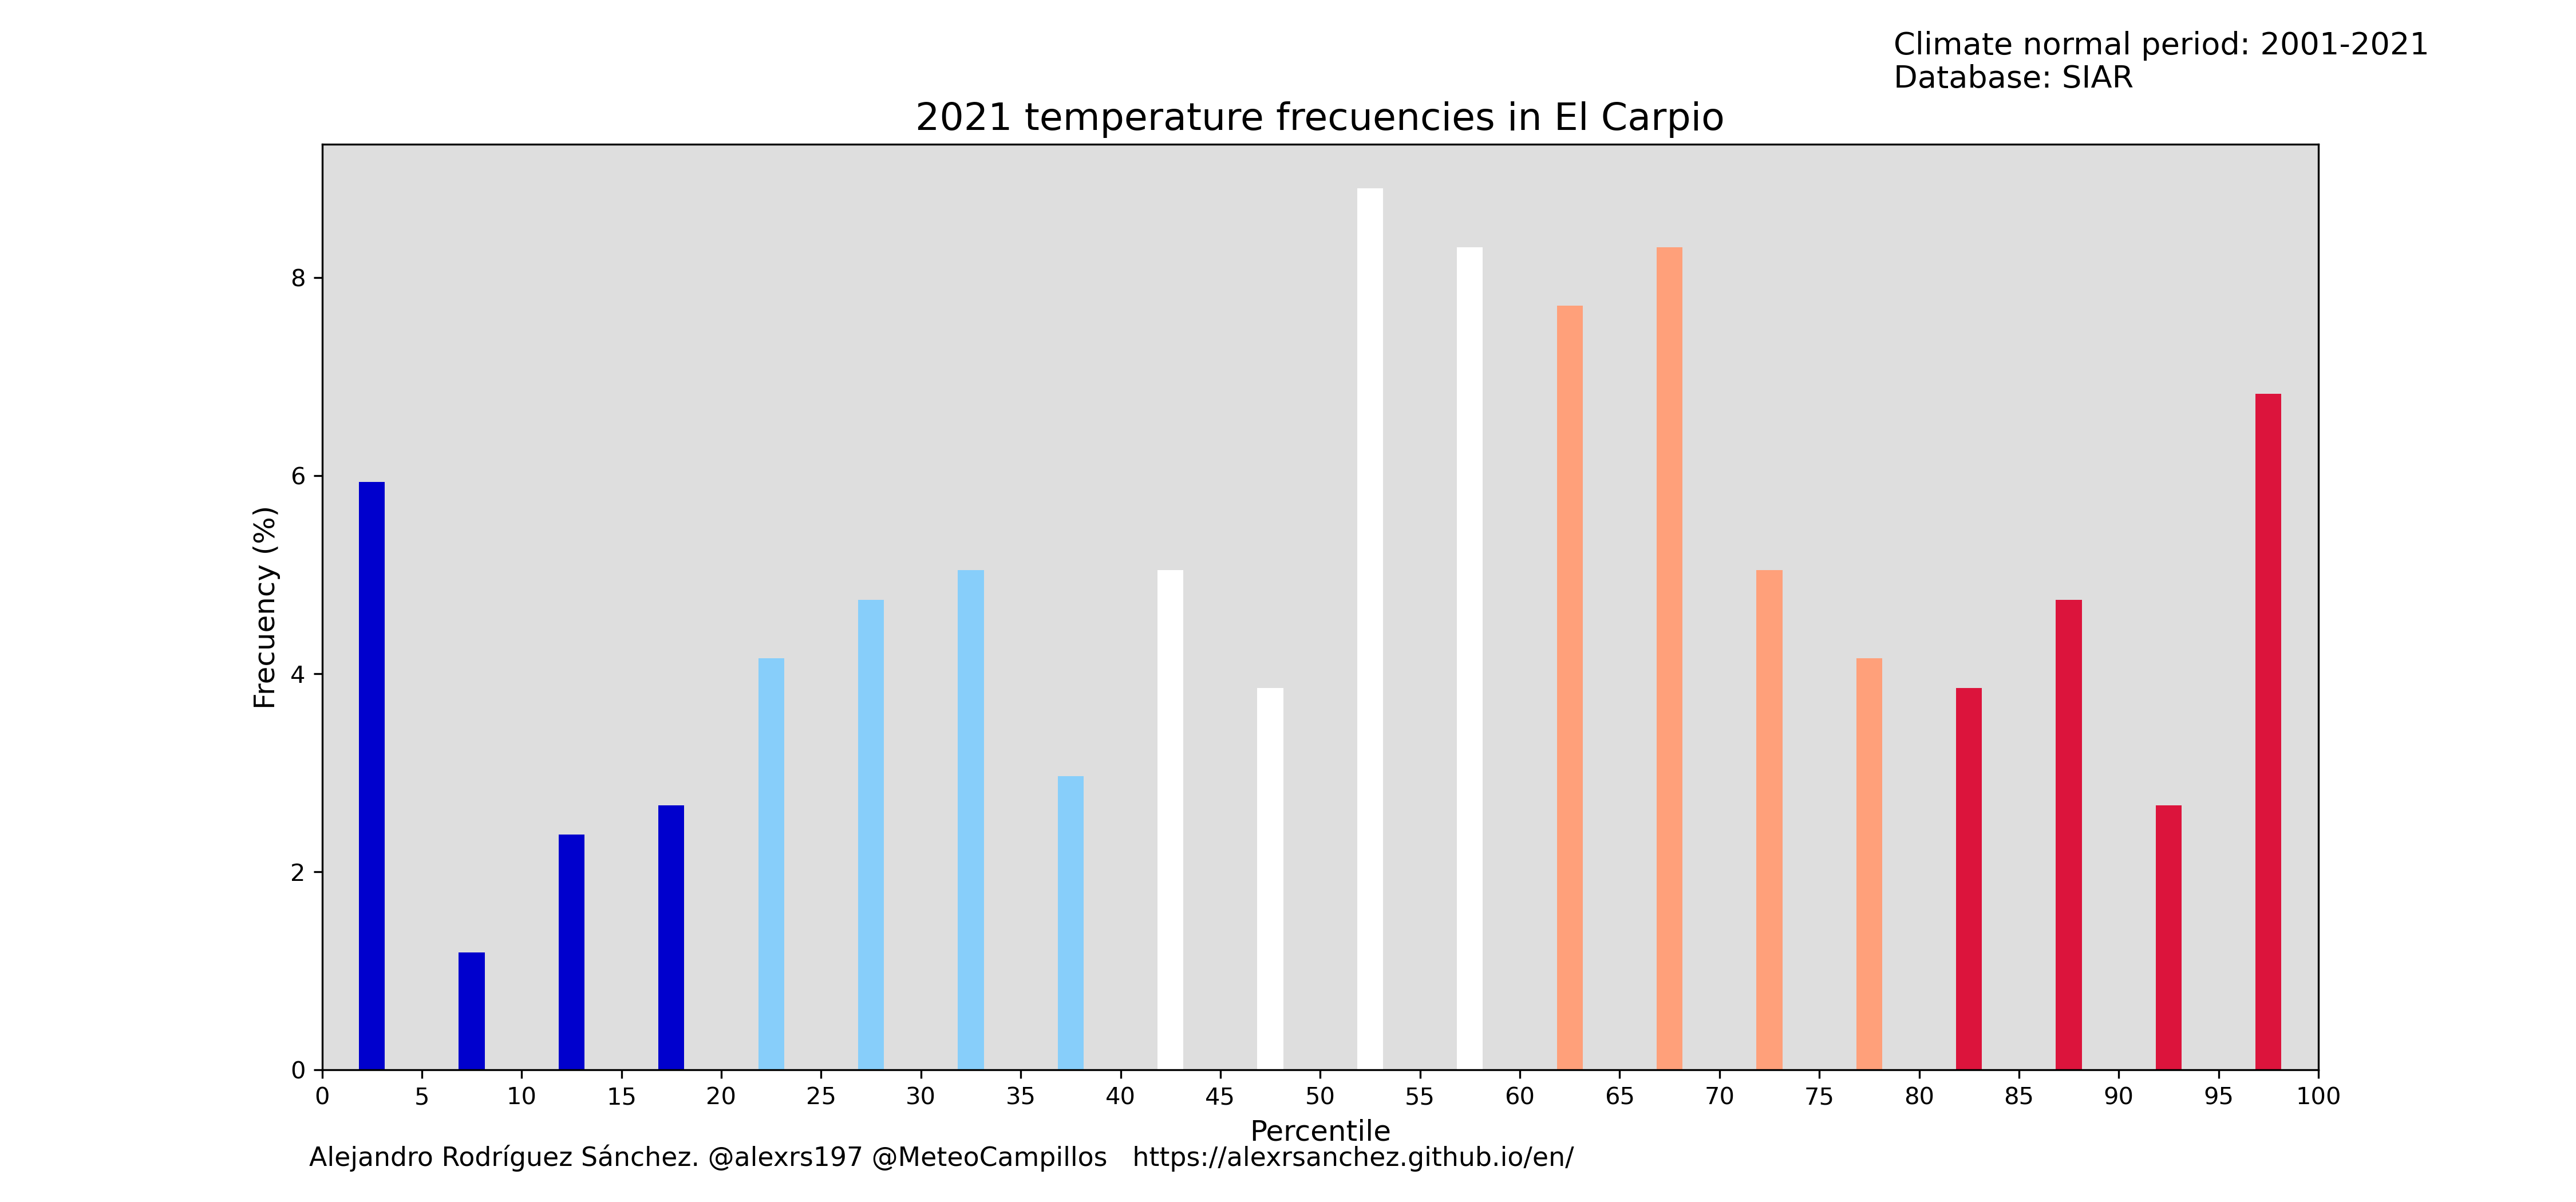 Climate normal period: 2001-2021
Database: SIAR
2021 temperature frecuencies in El Carpio
Frecuency (%)
8
6
4
2
0
0 5 10 15 20 25 30 35 40 45 50 55 60 65 70 75 80 85 90 95 100
Percentile
Alejandro Rodríguez Sánchez. @alexrs197 @MeteoCampillos https://alexrsanchez.github.io/en/